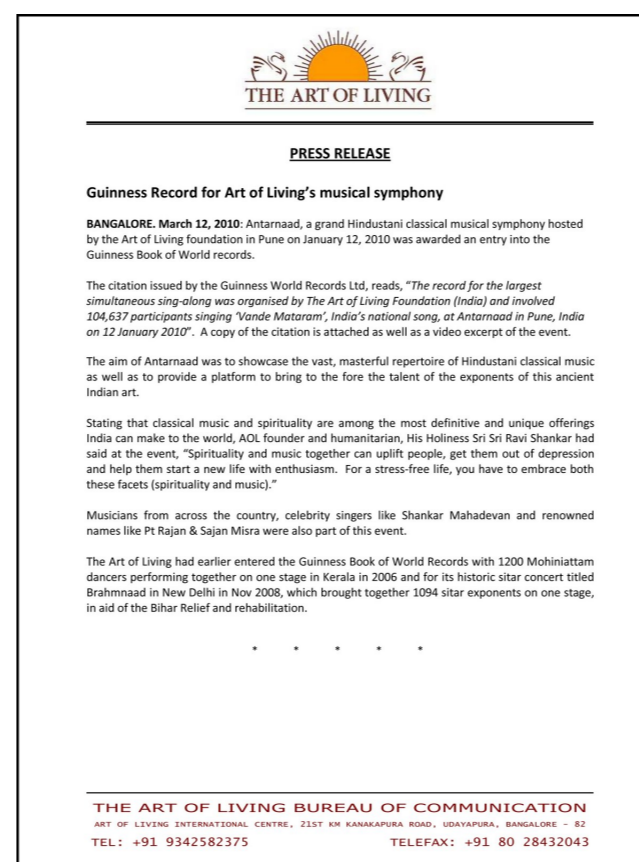 THE ART OF LIVING
PRESS RELEASE
Guinness Record for Art of Living's musical symphony
BANGALORE. March 12, 2010: Antarnaad, a grand Hindustani classical musical symphony hosted
by the Art of Living foundation in Pune on January 12, 2010 was awarded an entry into the
Guinness Book of World records.
The citation issued by the Guinness World Records Ltd, reads, "The record for the largest
simultaneous sing-along was organised by The Art of Living Foundation (India) and involved
104,637 participants singing 'Vande Mataram', India's national song, at Antarnaad in Pune, India
on 12 January 2010". A copy of the citation is attached as well as a video excerpt of the event.
The aim of Antarnaad was to showcase the vast, masterful repertoire of Hindustani classical music
as well as to provide a platform to bring to the fore the talent of the exponents of this ancient
Indian art.
Stating that classical music and spirituality are among the most definitive and unique offerings
India can make to the world, AOL founder and humanitarian, His Holiness Sri Sri Ravi Shankar had
said at the event, "Spirituality and music together can uplift people, get them out of depression
and help them start a new life with enthusiasm. For a stress-free life, you have to embrace both
these facets (spirituality and music)."
Musicians from across the country, celebrity singers like Shankar Mahadevan and renowned
names like Pt Rajan & Sajan Misra were also part of this event.
The Art of Living had earlier entered the Guinness Book of World Records with 1200 Mohiniattam
dancers performing together on one stage in Kerala in 2006 and for its historic sitar concert titled
Brahmnaad in New Delhi in Nov 2008, which brought together 1094 sitar exponents on one stage,
in aid of the Bihar Relief and rehabilitation.
* * * * *
THE ART OF LIVING BUREAU OF COMMUNICATION
ART OF LIVING INTERNATIONAL CENTRE, 21ST KM KANAKAPURA ROAD, UDAYAPURA, BANGALORE - 82
TEL: +91 9342582375 TELEFAX: +91 80 28432043